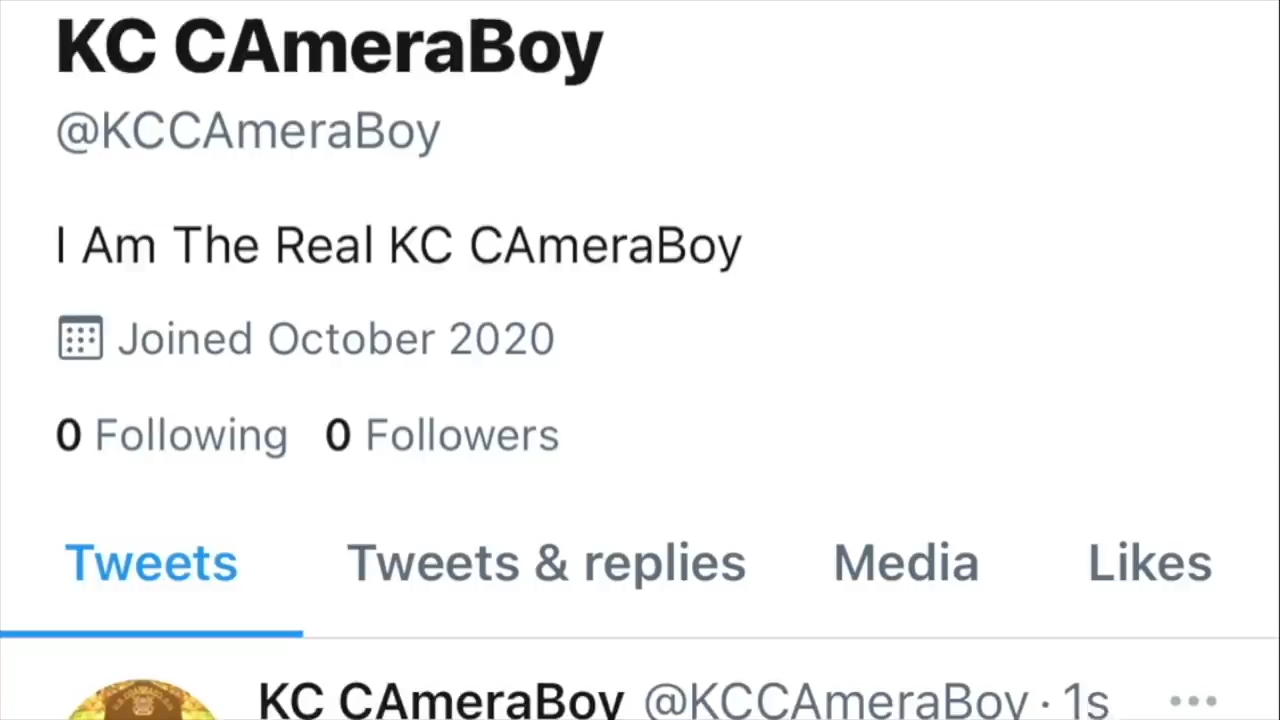 KC CAmeraBoy
@KCCAmeraBoy
I Am The Real KC CAmeraBoy
Joined October 2020
0 Following 0 Followers
Tweets Tweets & replies Media Likes
KC CAmeraBoy @KCCAmeraBoy · 1s